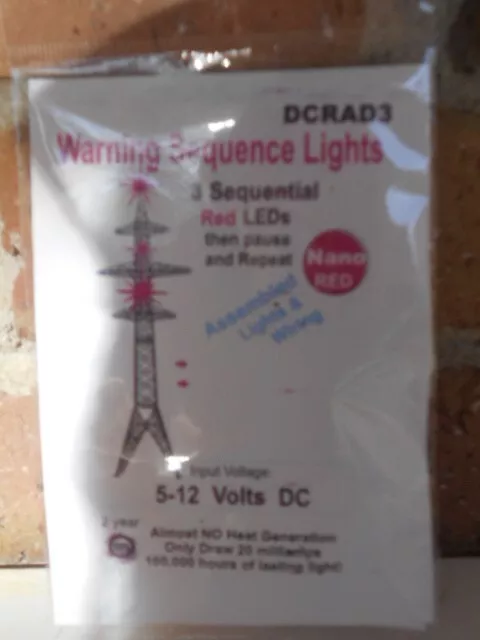 DCRAD3
Warning Sequence Lights
3 Sequential
Red LEDs
then pause
and Repeat
Nano
RED
Assembled
Lights &
Wiring
Input Voltage
5-12 Volts DC
2 year
Almost NO Heat Generation
Only Draw 20 milliamps
100,000 hours of lasting light!